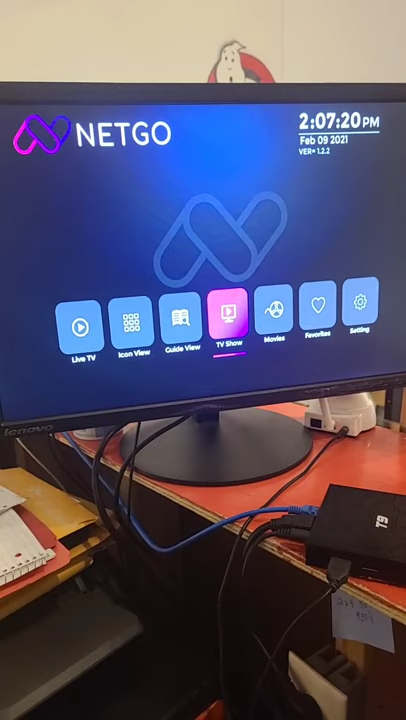 NETGO
2:07:20 PM
Feb 09 2021
VER= 1.2.2
Live TV
Icon View
Guide View
TV Show
Movies
Favorites
Setting
lenovo
T9